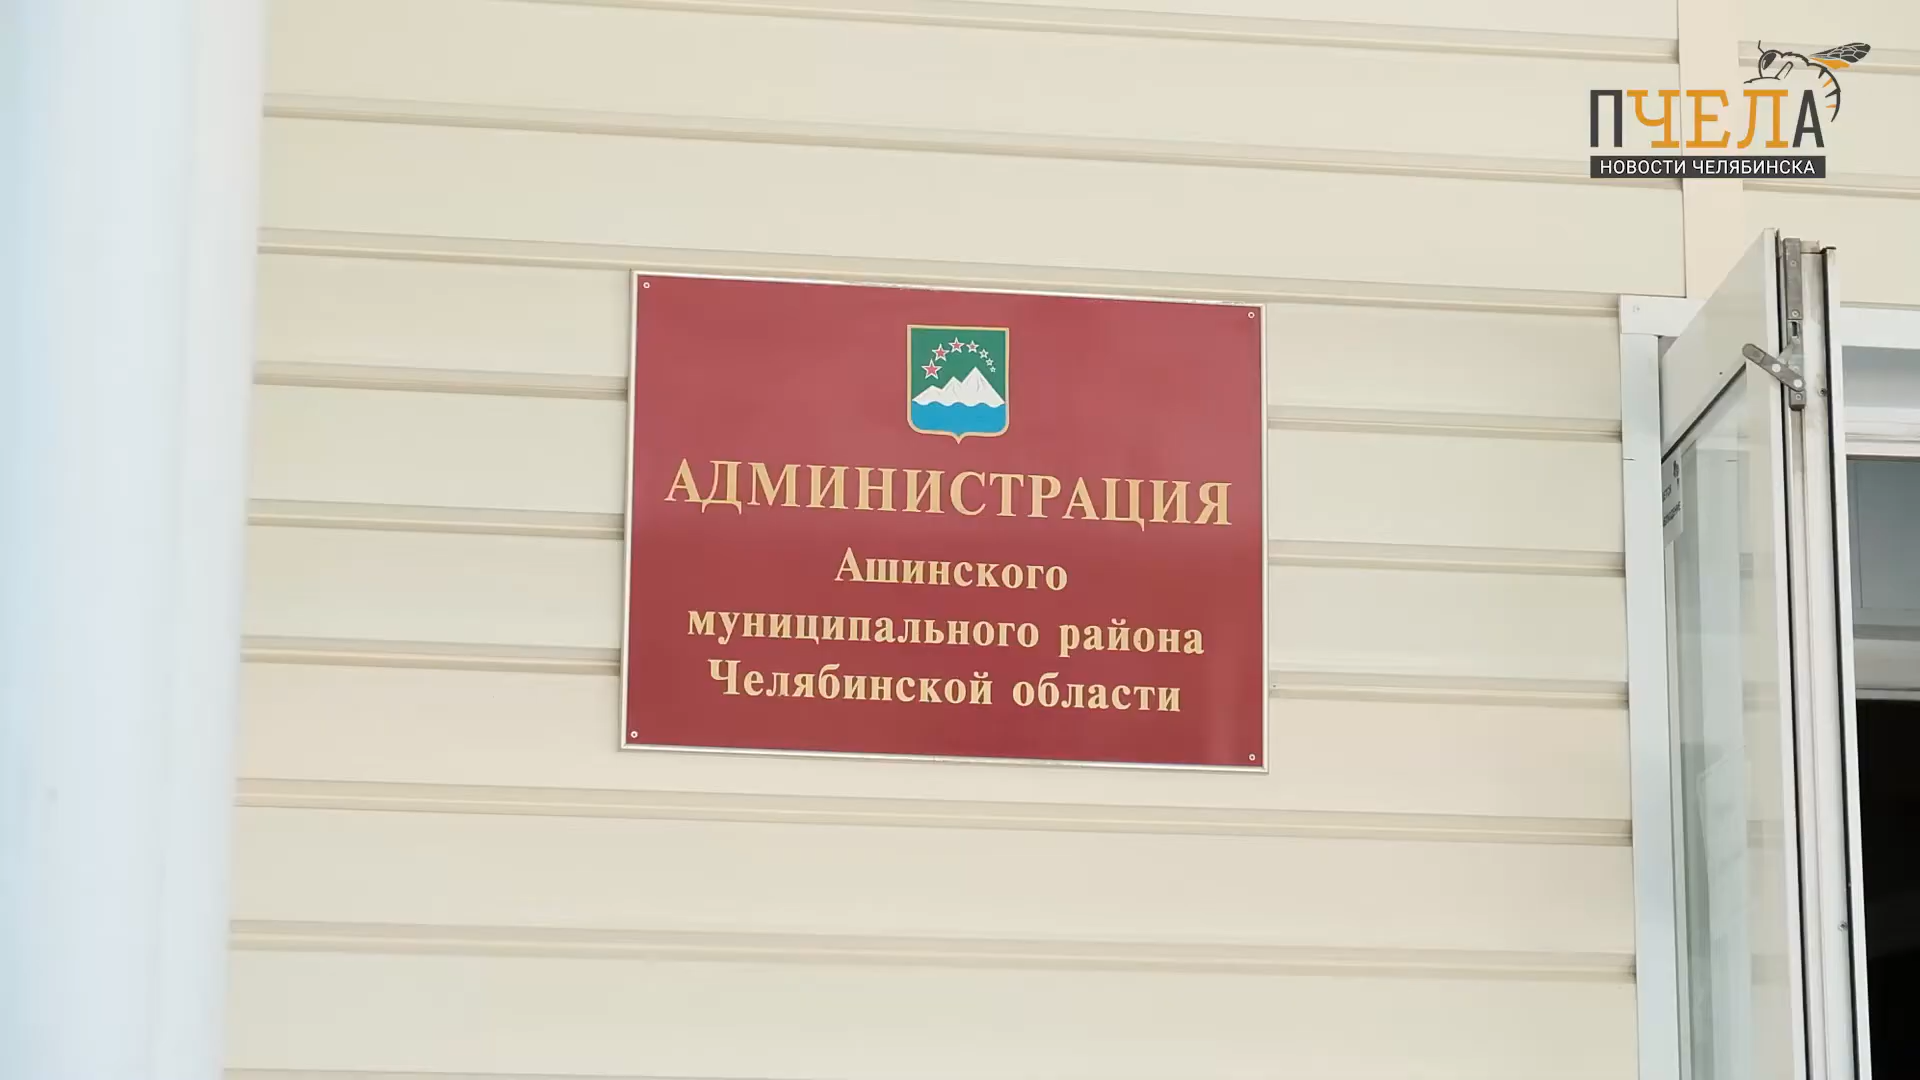 ПЧЕЛА
НОВОСТИ ЧЕЛЯБИНСКА
АДМИНИСТРАЦИЯ
Ашинского
муниципального района
Челябинской области